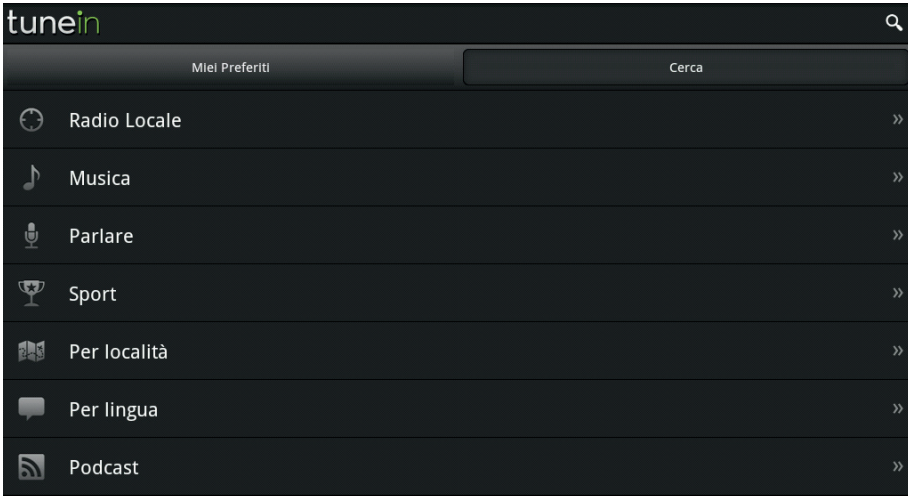 tunein
Miei Preferiti
Cerca
Radio Locale
Musica
Parlare
Sport
Per località
Per lingua
Podcast